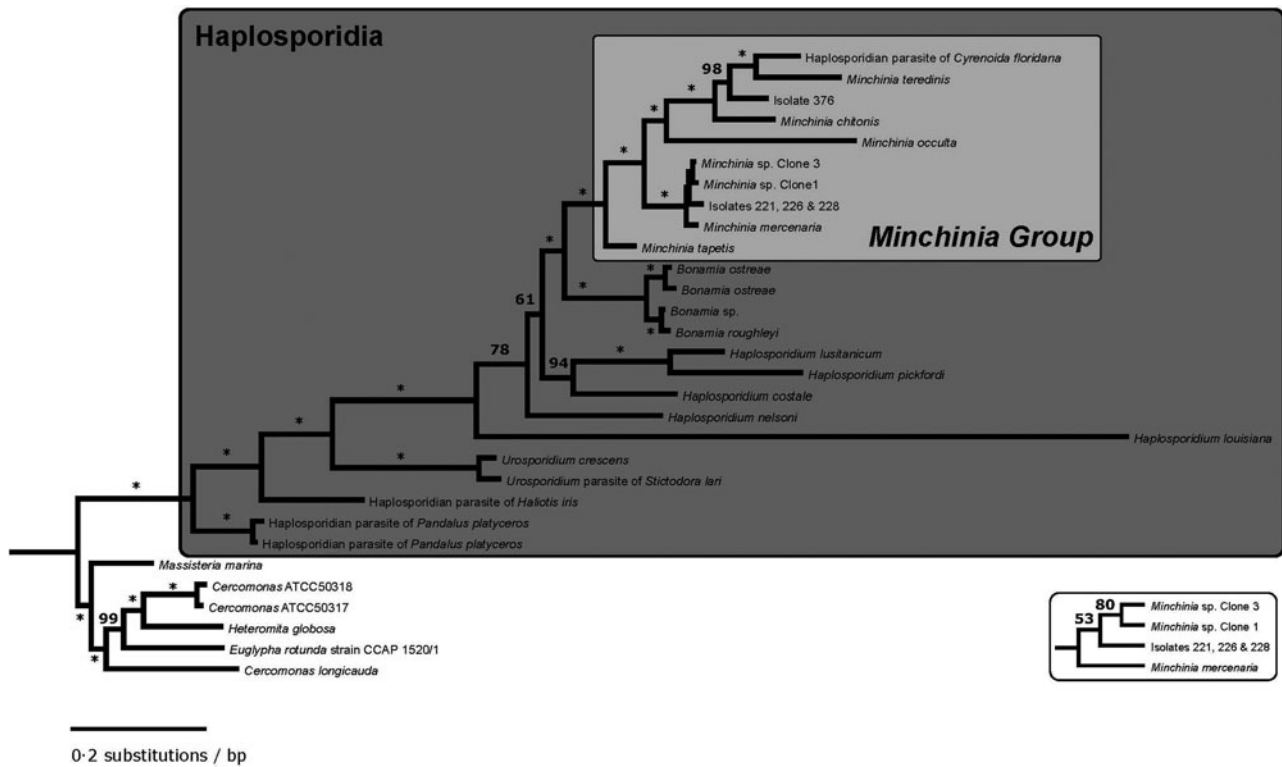 Haplosporidia
*
Haplosporidian parasite of Cyrenoida floridana
98
Minchinia teredinis
*
Isolate 376
*
Minchinia chitonis
Minchinia occulta
*
Minchinia sp. Clone 3
*
Minchinia sp. Clone1
*
Isolates 221, 226 & 228
Minchinia mercenaria
Minchinia Group
Minchinia tapetis
*
*
Bonamia ostreae
*
Bonamia ostreae
61
Bonamia sp.
*
Bonamia roughleyi
78
*
Haplosporidium lusitanicum
94
Haplosporidium pickfordi
*
Haplosporidium costale
Haplosporidium nelsoni
*
Haplosporidium louisiana
*
Urosporidium crescens
*
Urosporidium parasite of Stictodora lari
*
Haplosporidian parasite of Haliotis iris
*
Haplosporidian parasite of Pandalus platyceros
Haplosporidian parasite of Pandalus platyceros
Massisteria marina
*
Cercomonas ATCC50318
*
Cercomonas ATCC50317
*
99
Heteromita globosa
*
Euglypha rotunda strain CCAP 1520/1
Cercomonas longicauda
80
Minchinia sp. Clone 3
53
Minchinia sp. Clone 1
Isolates 221, 226 & 228
Minchinia mercenaria
0·2 substitutions / bp